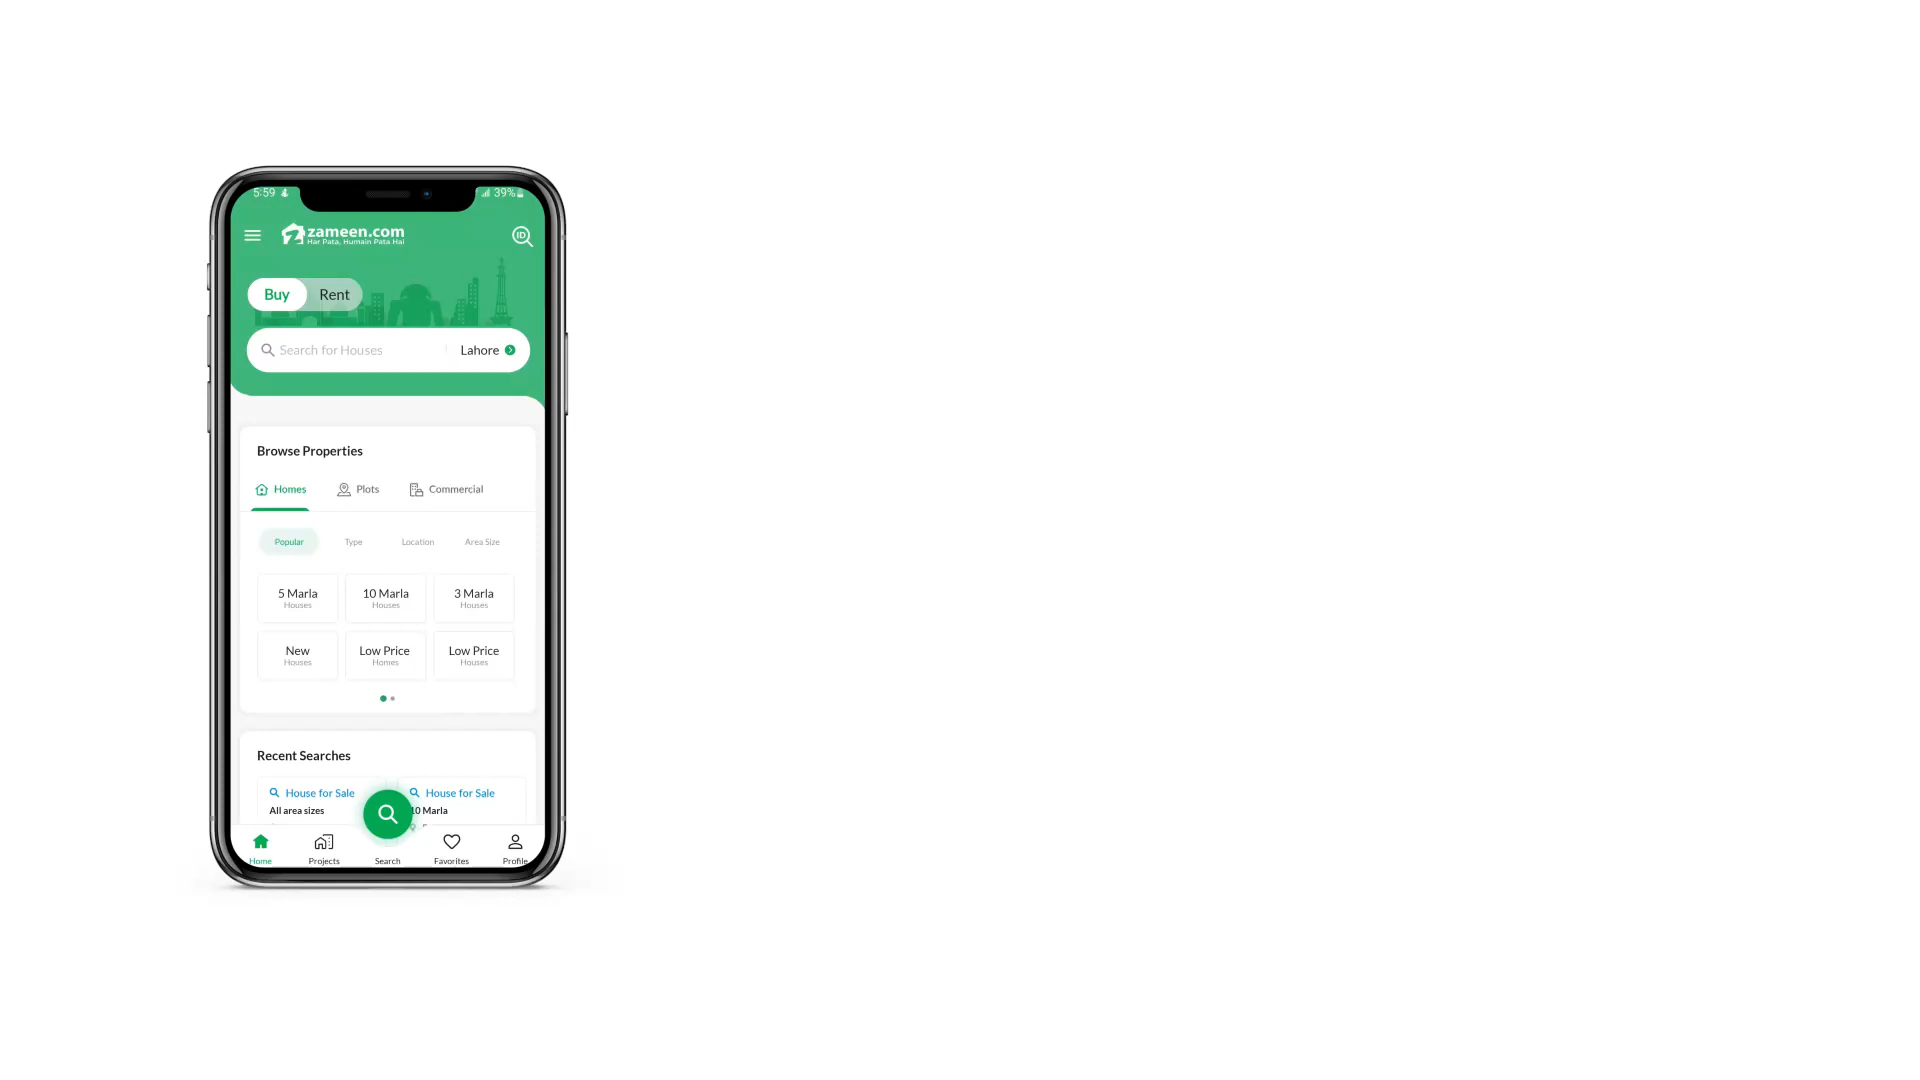 5:59
39%
zameen.com
Har Pata, Humain Pata Hai
ID
Buy
Rent
Search for Houses
Lahore
Browse Properties
Homes
Plots
Commercial
Popular
Type
Location
Area Size
5 Marla
Houses
10 Marla
Houses
3 Marla
Houses
New
Houses
Low Price
Homes
Low Price
Houses
Recent Searches
House for Sale
All area sizes
House for Sale
10 Marla
Home
Projects
Search
Favorites
Profile